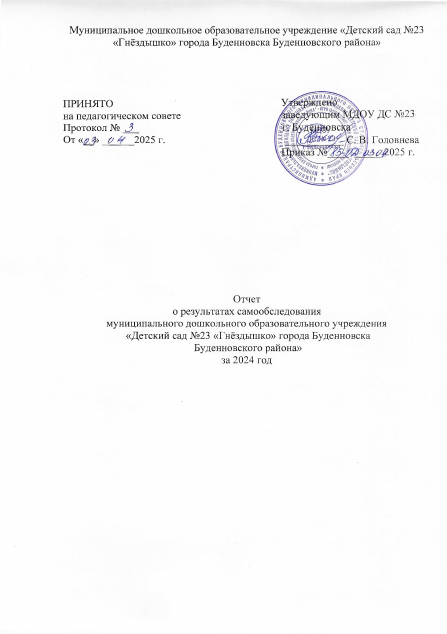 Муниципальное дошкольное образовательное учреждение «Детский сад №23
«Гнёздышко» города Буденновска Буденновского района»
ПРИНЯТО
на педагогическом совете
Протокол № 3
От «03» 04 2025 г.
Утверждено
заведующим МДОУ ДС №23
г. Буденновска
С. В. Головнева
Приказ № 2025 г.
Отчет
о результатах самообследования
муниципального дошкольного образовательного учреждения
«Детский сад №23 «Гнёздышко» города Буденновска
Буденновского района»
за 2024 год